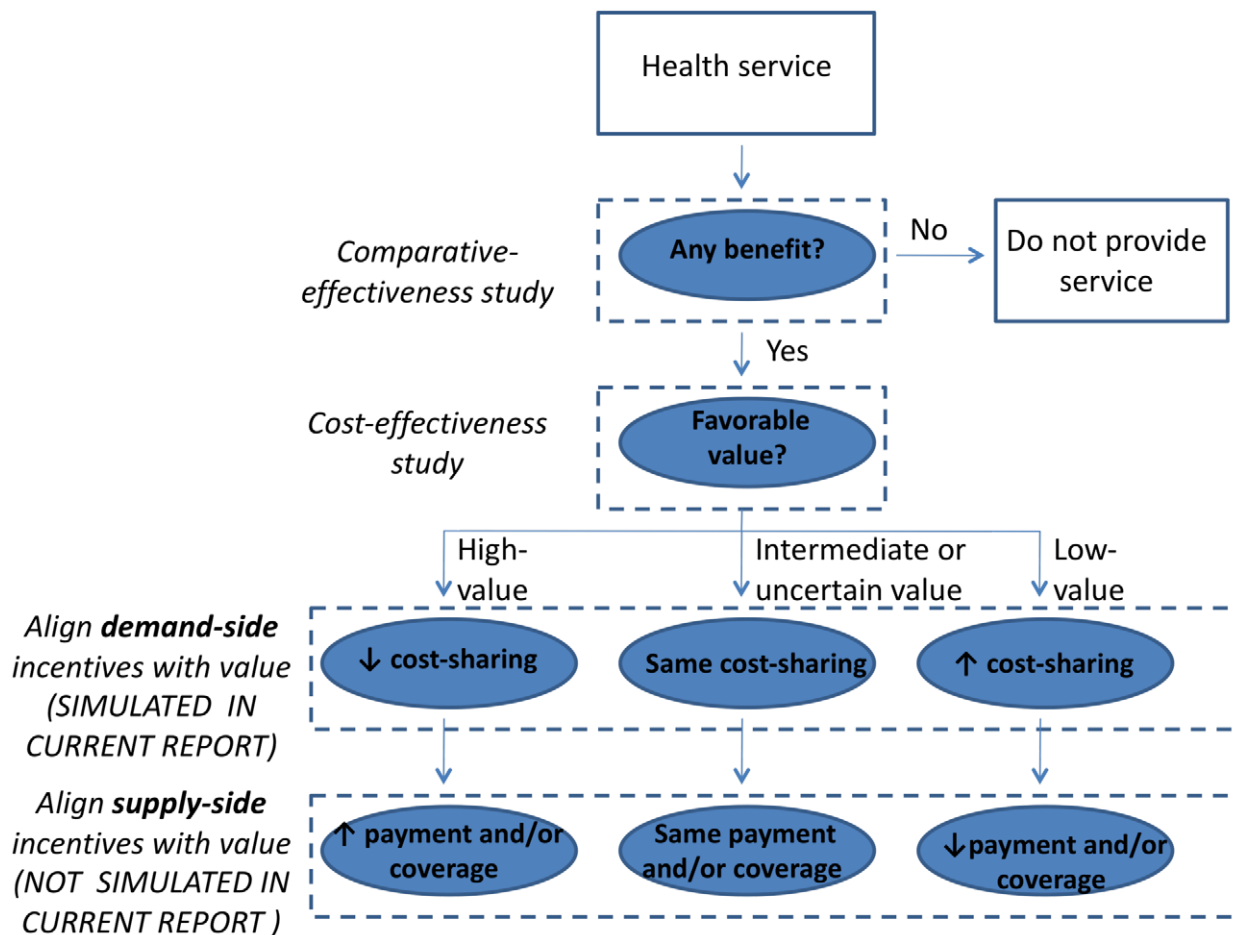 Health service
Comparative-
effectiveness study
Any benefit?
No
Do not provide
service
Yes
Cost-effectiveness
study
Favorable
value?
High-
value
Intermediate or
uncertain value
Low-
value
Align demand-side
incentives with value
(SIMULATED IN
CURRENT REPORT)
↓ cost-sharing
Same cost-sharing
↑ cost-sharing
Align supply-side
incentives with value
(NOT SIMULATED IN
CURRENT REPORT )
↑ payment and/or
coverage
Same payment
and/or coverage
↓payment and/or
coverage